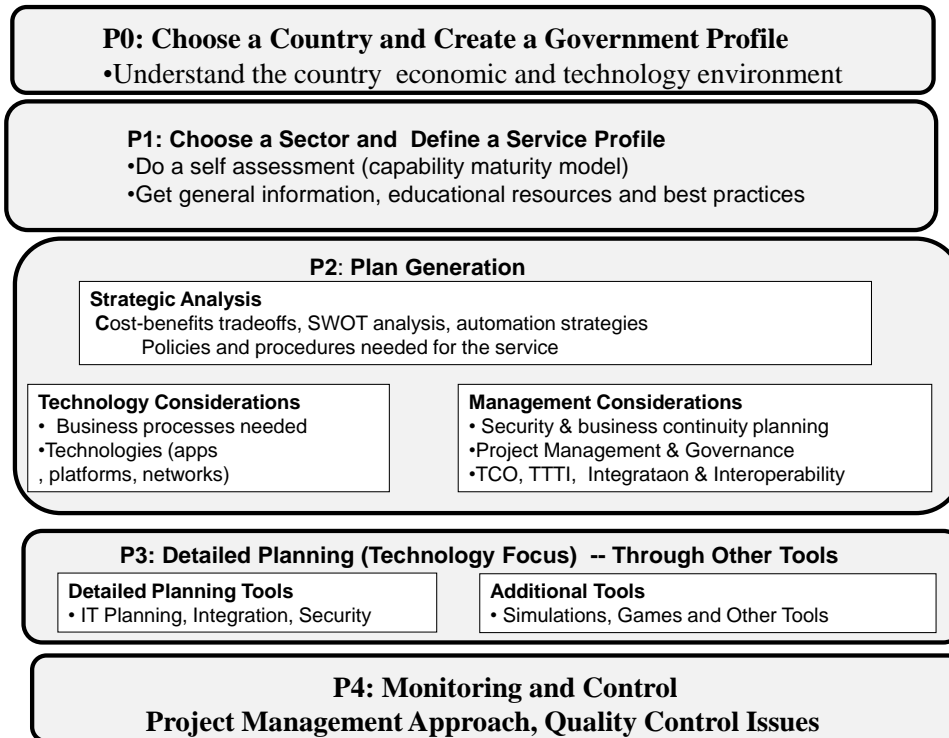 P0: Choose a Country and Create a Government Profile
•Understand the country economic and technology environment
P1: Choose a Sector and Define a Service Profile
•Do a self assessment (capability maturity model)
•Get general information, educational resources and best practices
P2: Plan Generation
Strategic Analysis
Cost-benefits tradeoffs, SWOT analysis, automation strategies
Policies and procedures needed for the service
Technology Considerations
• Business processes needed
•Technologies (apps
, platforms, networks)
Management Considerations
• Security & business continuity planning
•Project Management & Governance
•TCO, TTTI, Integrataon & Interoperability
P3: Detailed Planning (Technology Focus) -- Through Other Tools
Detailed Planning Tools
• IT Planning, Integration, Security
Additional Tools
• Simulations, Games and Other Tools
P4: Monitoring and Control
Project Management Approach, Quality Control Issues